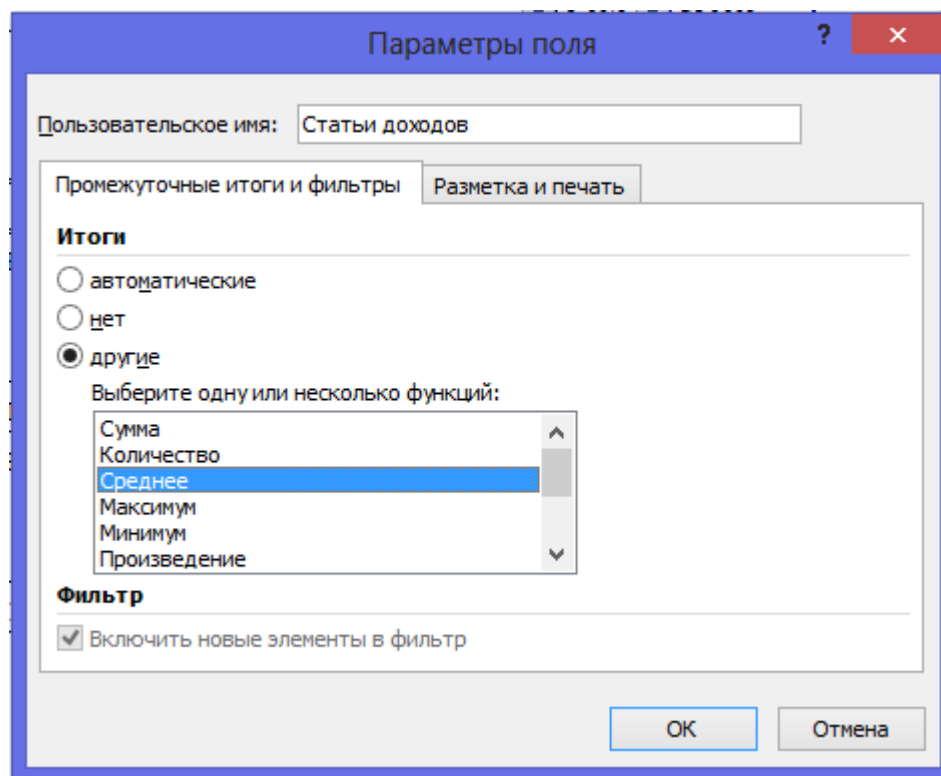 Параметры поля
?
Пользовательское имя: Статьи доходов
Промежуточные итоги и фильтры Разметка и печать
Итоги
автоматические
нет
другие
Выберите одну или несколько функций:
Сумма
Количество
Среднее
Максимум
Минимум
Произведение
Фильтр
Включить новые элементы в фильтр
ОК Отмена